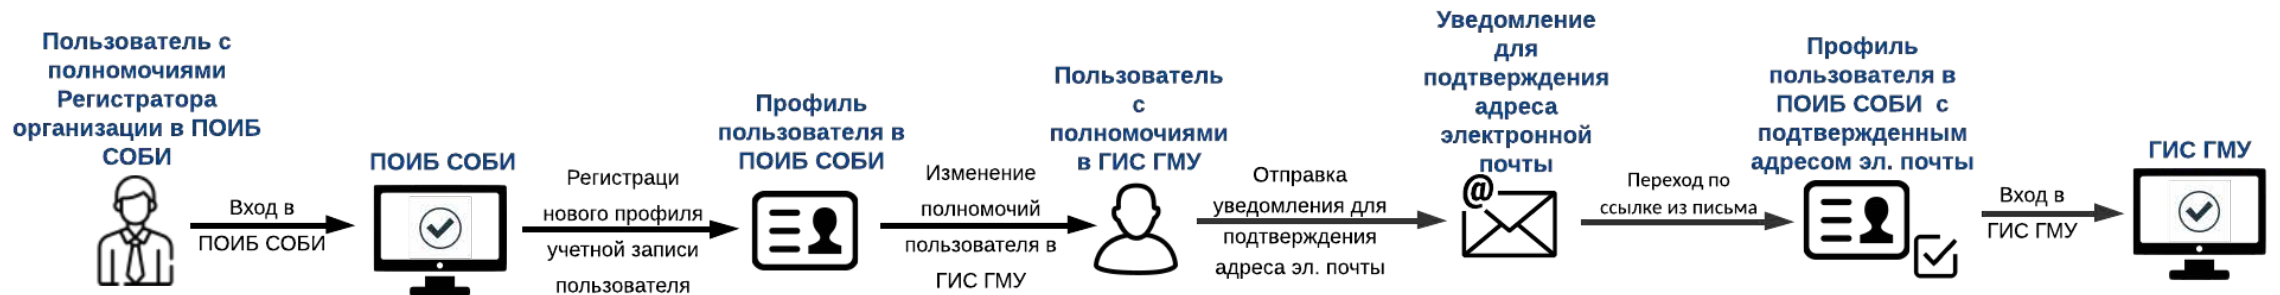 Пользователь с
полномочиями
Регистратора
организации в ПОИБ
СОБИ
Вход в
ПОИБ СОБИ
ПОИБ СОБИ
Регистраци
нового профиля
учетной записи
пользователя
Профиль
пользователя в
ПОИБ СОБИ
Изменение
полномочий
пользователя в
ГИС ГМУ
Пользователь
с
полномочиями
в ГИС ГМУ
Отправка
уведомления для
подтверждения
адреса эл. почты
Уведомление
для
подтверждения
адреса
электронной
почты
@
Переход по
ссылке из письма
Профиль
пользователя в
ПОИБ СОБИ с
подтвержденным
адресом эл. почты
Вход в
ГИС ГМУ
ГИС ГМУ